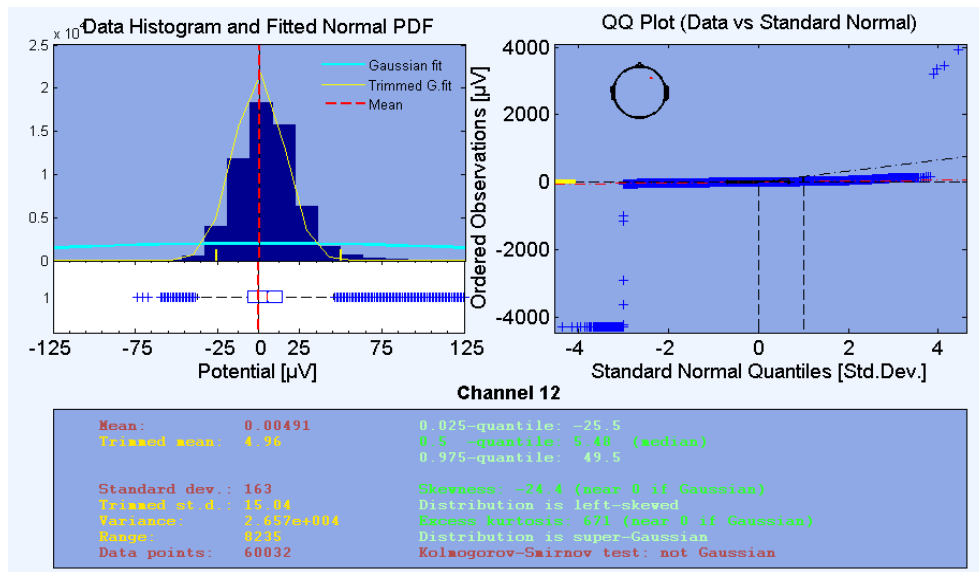 Data Histogram and Fitted Normal PDF
x 10^4
2.5
2
1.5
1
0.5
0
Gaussian fit
Trimmed G.fit
Mean
1
-125 -75 -25 0 25 75 125
Potential [µV]
QQ Plot (Data vs Standard Normal)
Ordered Observations [µV]
4000
2000
0
-2000
-4000
-4 -2 0 2 4
Standard Normal Quantiles [Std.Dev.]
Channel 12
Mean: 0.00491
Trimmed mean: 4.96
Standard dev.: 163
Trimmed st.d.: 15.04
Variance: 2.657e+004
Range: 8235
Data points: 60032
0.025-quantile: -25.5
0.5 -quantile: 5.48 (median)
0.975-quantile: 49.5
Skewness: -24.4 (near 0 if Gaussian)
Distribution is left-skewed
Excess kurtosis: 671 (near 0 if Gaussian)
Distribution is super-Gaussian
Kolmogorov-Smirnov test: not Gaussian